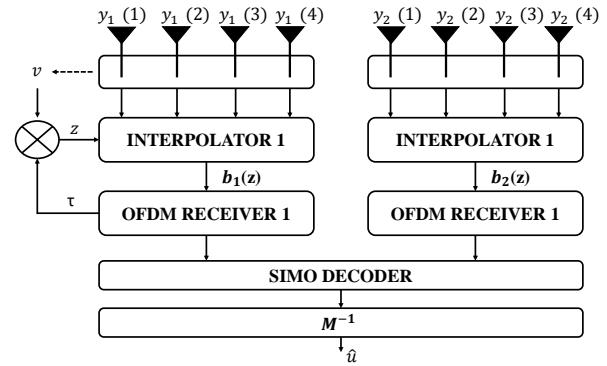 y₁ (1) y₁ (2) y₁ (3) y₁ (4) y₂ (1) y₂ (2) y₂ (3) y₂ (4)
v
z
INTERPOLATOR 1 INTERPOLATOR 1
b₁(z) b₂(z)
τ
OFDM RECEIVER 1 OFDM RECEIVER 1
SIMO DECODER
M⁻¹
û